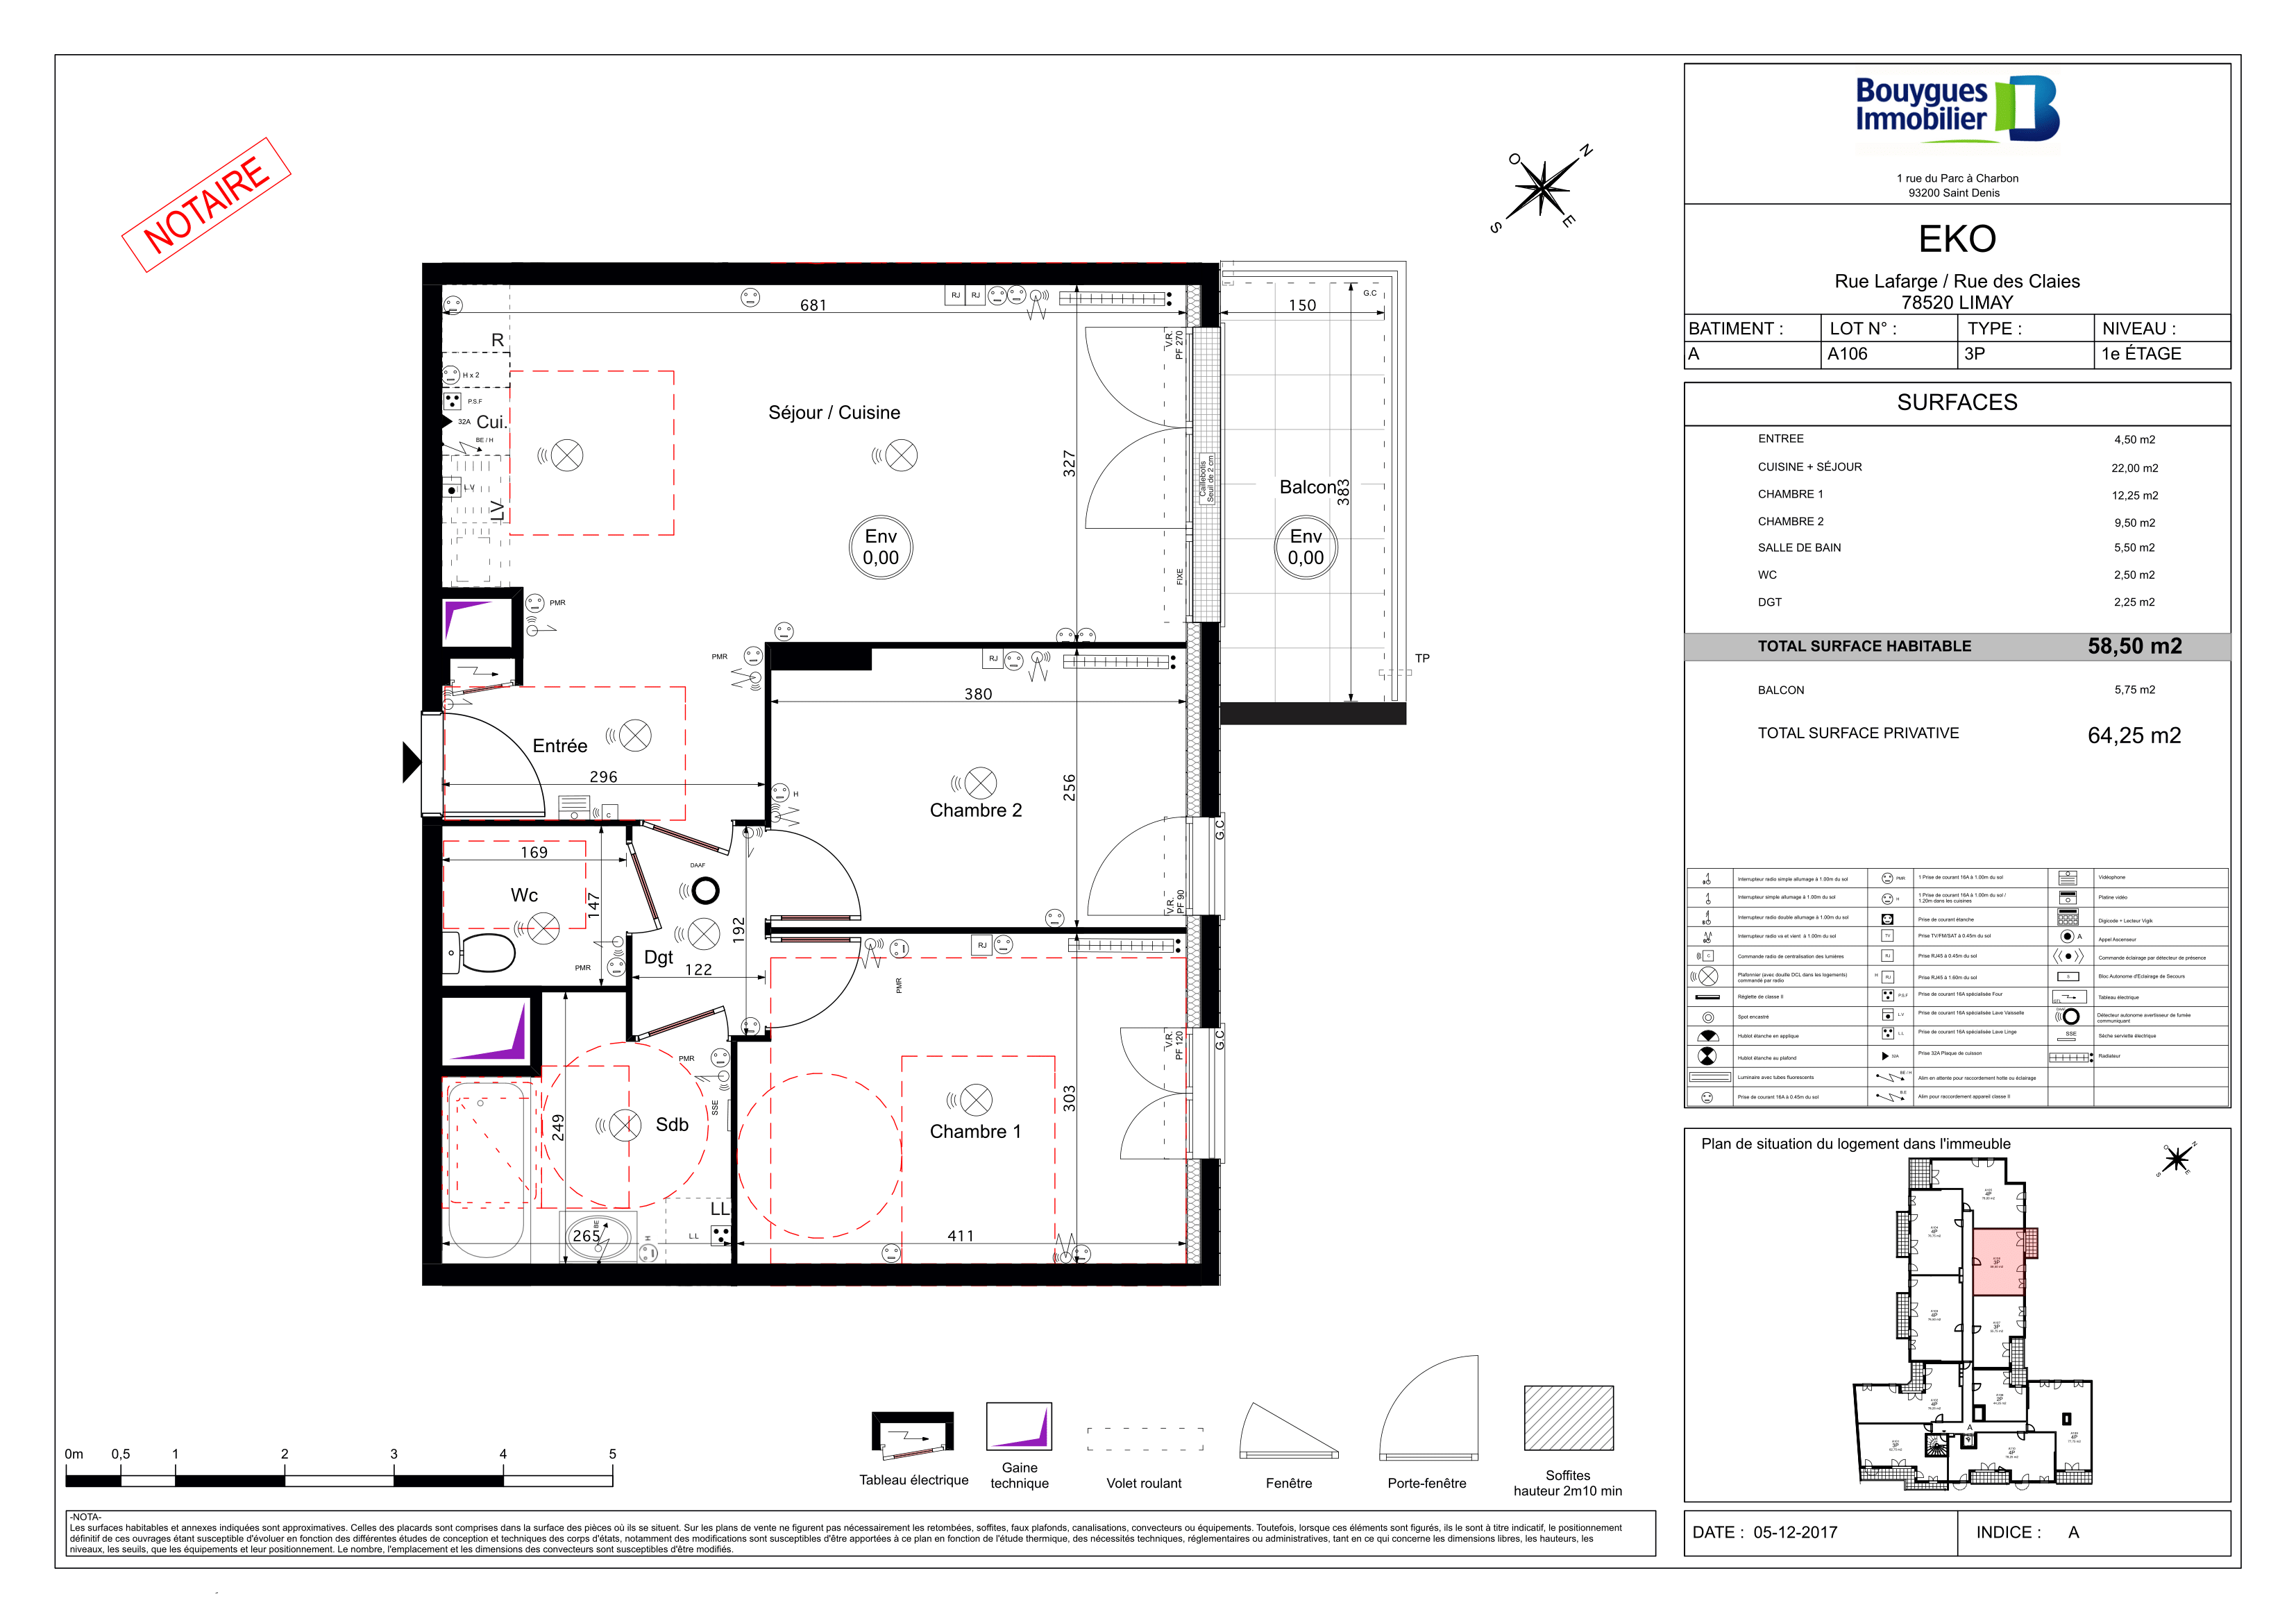 NOTAIRE
O
N
S
E
Bouygues
Immobilier
1 rue du Parc à Charbon
93200 Saint Denis
EKO
Rue Lafarge / Rue des Claies
78520 LIMAY
BATIMENT : LOT N° : TYPE : NIVEAU :
A A106 3P 1e ÉTAGE
SURFACES
ENTREE 4,50 m2
CUISINE + SÉJOUR 22,00 m2
CHAMBRE 1 12,25 m2
CHAMBRE 2 9,50 m2
SALLE DE BAIN 5,50 m2
WC 2,50 m2
DGT 2,25 m2
TOTAL SURFACE HABITABLE 58,50 m2
BALCON 5,75 m2
TOTAL SURFACE PRIVATIVE 64,25 m2
681
RJ RJ
150
G.C
R
H x 2
P.S.F
32A
Cui.
BE / H
L.V
LV
Séjour / Cuisine
327
V.R.
PF 270
Caillebotis
Seuil de 2 cm
FIXE
Balcon
383
Env
0,00
Env
0,00
PMR
PMR
RJ
TP
380
Entrée
296
C
H
256
Chambre 2
G.C
V.R.
PF 90
169
Wc
147
PMR
DAAF
192
Dgt
122
RJ
PMR
V.R.
PF 120
G.C
PMR
SSE
249
Sdb
303
Chambre 1
LL
L.L
BE
H
265
411
Interrupteur radio simple allumage à 1.00m du sol
PMR
1 Prise de courant 16A à 1.00m du sol
Vidéophone
Interrupteur simple allumage à 1.00m du sol
H
1 Prise de courant 16A à 1.00m du sol /
1.20m dans les cuisines
Platine vidéo
Interrupteur radio double allumage à 1.00m du sol
Prise de courant étanche
Digicode + Lecteur Vigik
Interrupteur radio va et vient à 1.00m du sol
TV
Prise TV/FM/SAT à 0.45m du sol
A
Appel Ascenseur
C
Commande radio de centralisation des lumières
RJ
Prise RJ45 à 0.45m du sol
Commande éclairage par détecteur de présence
Plafonnier (avec douille DCL dans les logements)
commandé par radio
H
RJ
Prise RJ45 à 1.60m du sol
Bloc Autonome d'Eclairage de Secours
Réglette de classe II
P.S.F
Prise de courant 16A spécialisée Four
Tableau électrique
Spot encastré
L.V
Prise de courant 16A spécialisée Lave Vaisselle
Détecteur autonome avertisseur de fumée
communiquant
Hublot étanche en applique
L.L
Prise de courant 16A spécialisée Lave Linge
SSE
Sèche serviette électrique
Hublot étanche au plafond
32A
Prise 32A Plaque de cuisson
Radiateur
Luminaire avec tubes fluorescents
BE / H
Alim en attente pour raccordement hotte ou éclairage
Prise de courant 16A à 0.45m du sol
Alim pour raccordement appareil classe II
Plan de situation du logement dans l'immeuble
4P
4P
3P
4P
3P
4P
2P
4P
3P
4P
A
0m 0,5 1 2 3 4 5
Tableau électrique
Gaine
technique
Volet roulant
Fenêtre
Porte-fenêtre
Soffites
hauteur 2m10 min
-NOTA-
Les surfaces habitables et annexes indiquées sont approximatives. Celles des placards sont comprises dans la surface des pièces où ils se situent. Sur les plans de vente ne figurent pas nécessairement les retombées, soffites, faux plafonds, canalisations, convecteurs ou équipements. Toutefois, lorsque ces éléments sont figurés, ils le sont à titre indicatif, le positionnement
définitif de ces ouvrages étant susceptible d'évoluer en fonction des différentes études de conception et techniques des corps d'états, notamment des modifications sont susceptibles d'être apportées à ce plan en fonction de l'étude thermique, des nécessités techniques, réglementaires ou administratives, tant en ce qui concerne les dimensions libres, les hauteurs, les
niveaux, les seuils, que les équipements et leur positionnement. Le nombre, l'emplacement et les dimensions des convecteurs sont susceptibles d'être modifiés.
DATE : 05-12-2017 INDICE : A